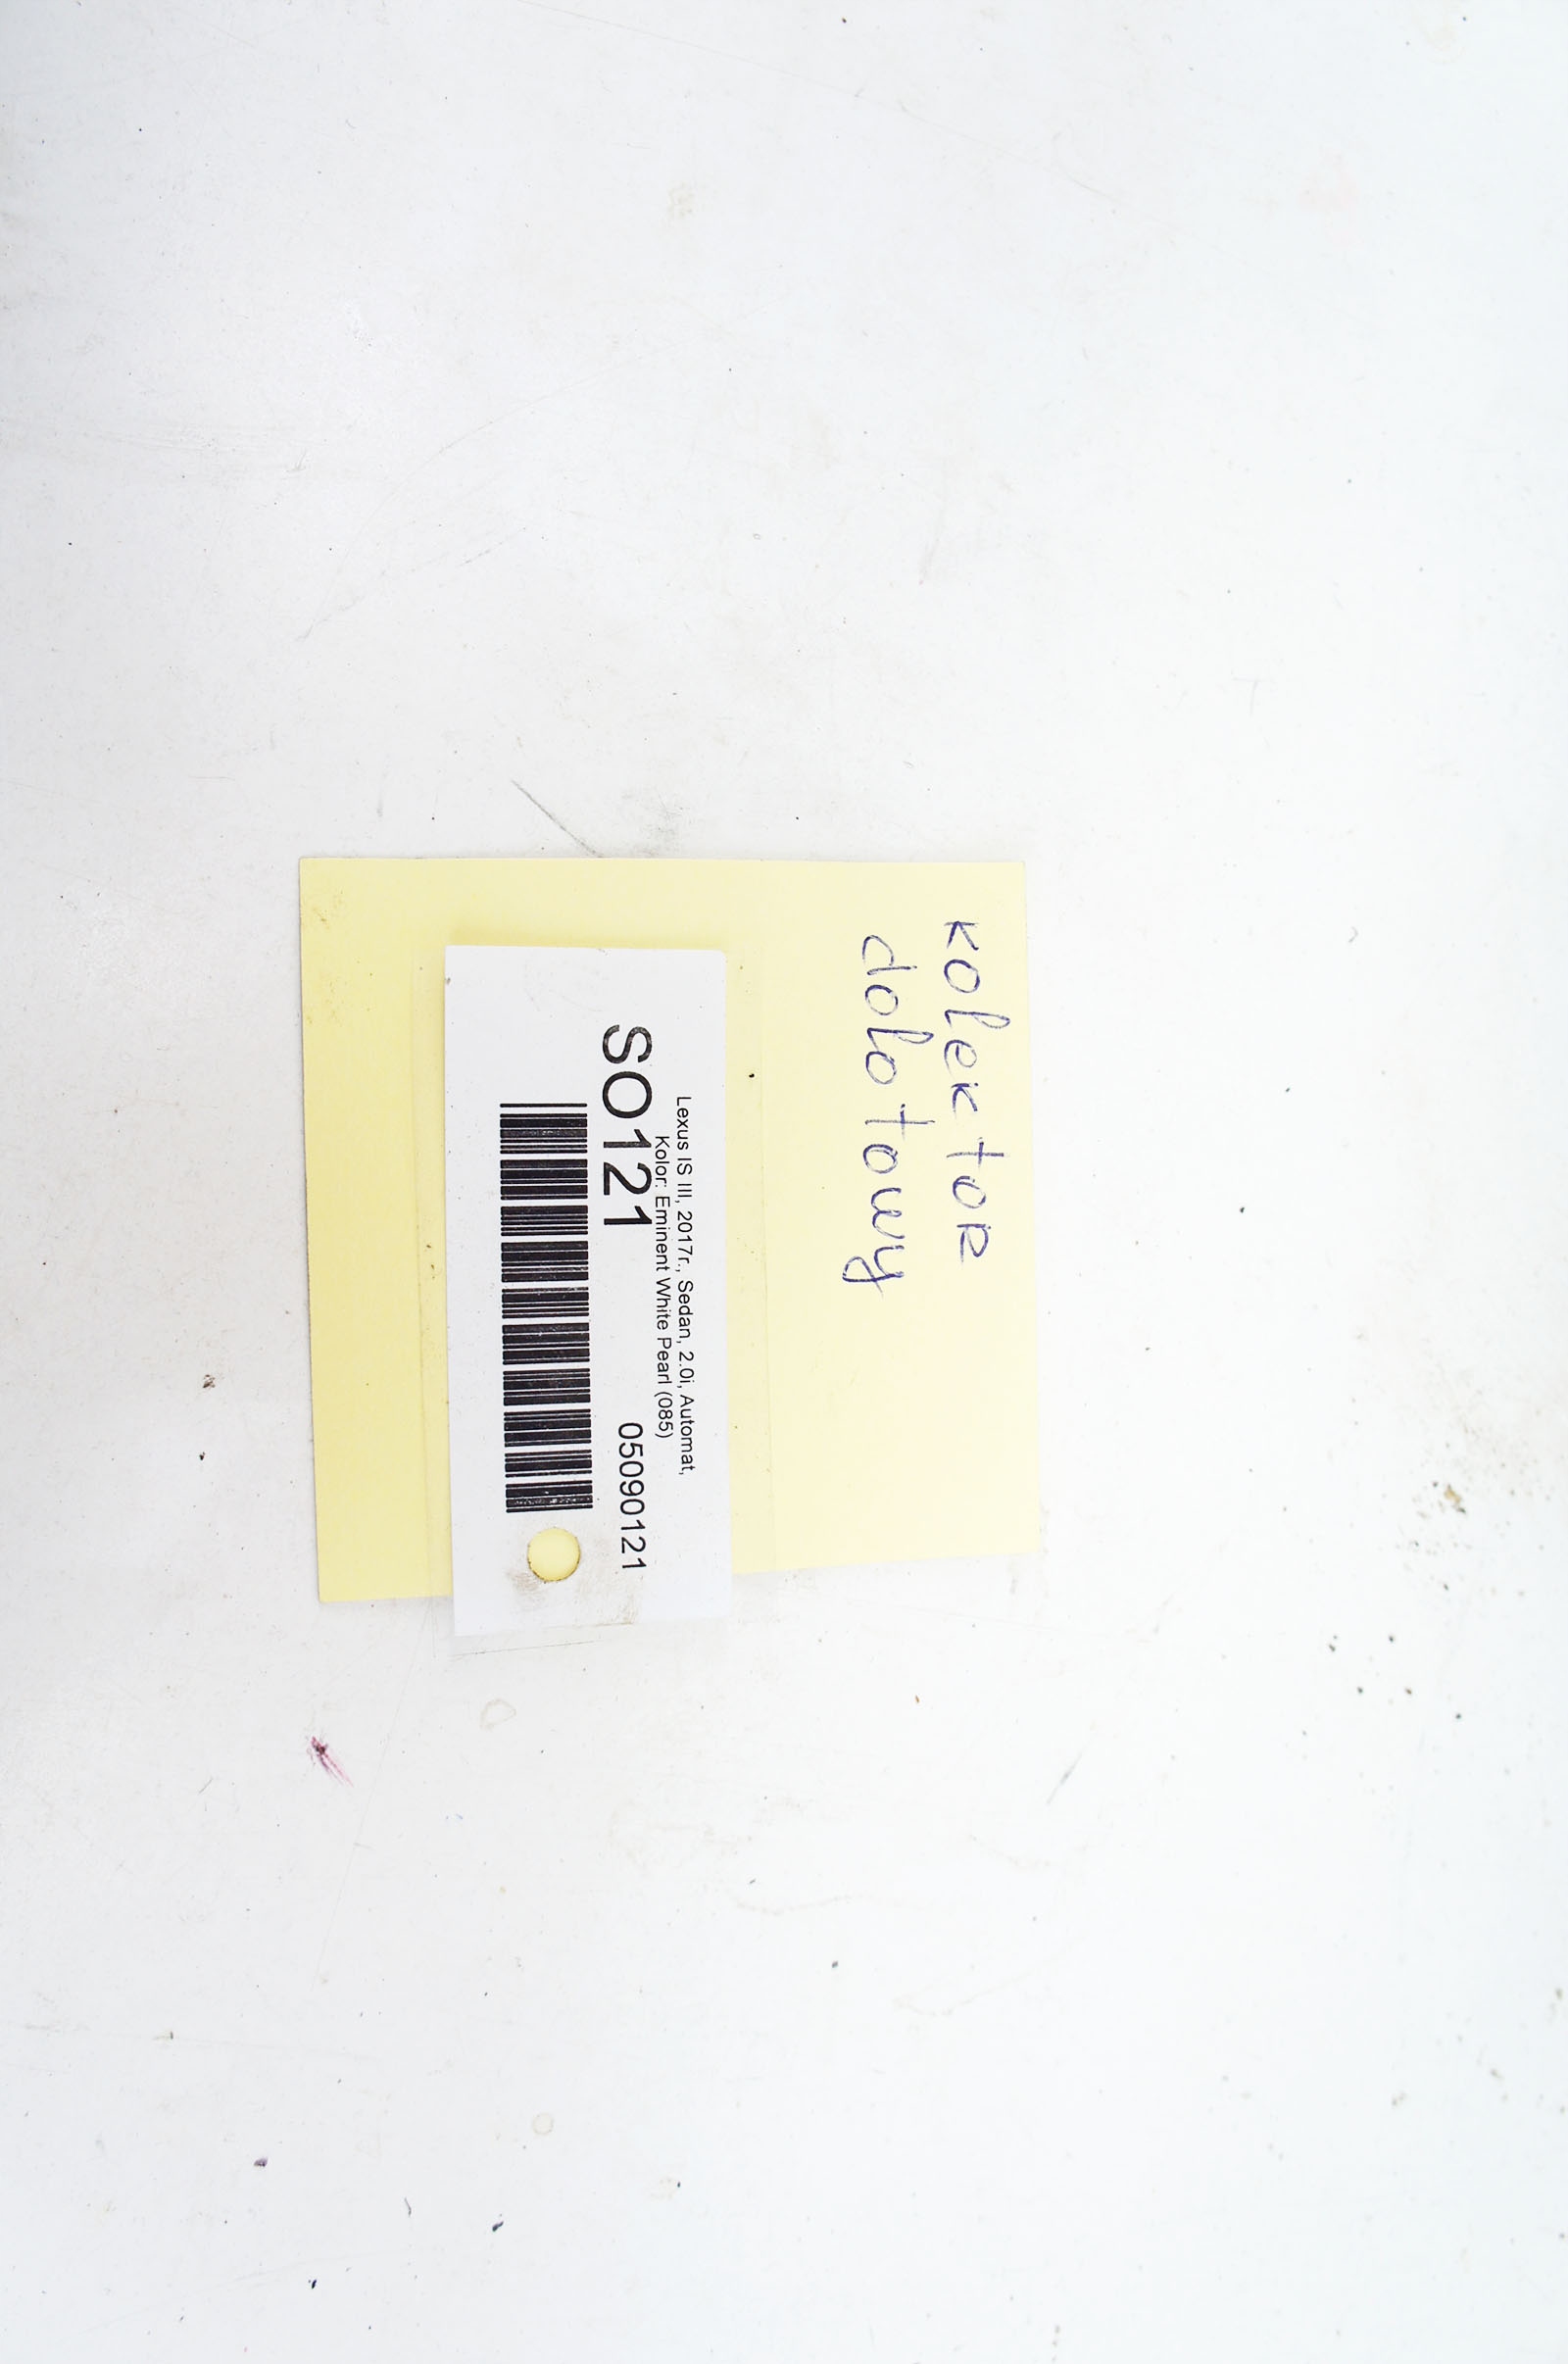 kolektor
dolotowy
Lexus IS III, 2017r., Sedan, 2.0i, Automat,
Kolor: Eminent White Pearl (085)
SO121
05090121